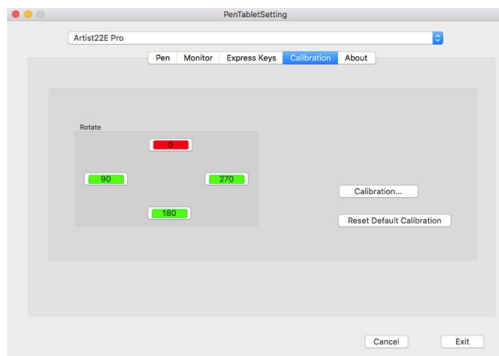 PenTabletSetting
Artist22E Pro
Pen Monitor Express Keys Calibration About
Rotate
0
90 270
180
Calibration...
Reset Default Calibration
Cancel Exit